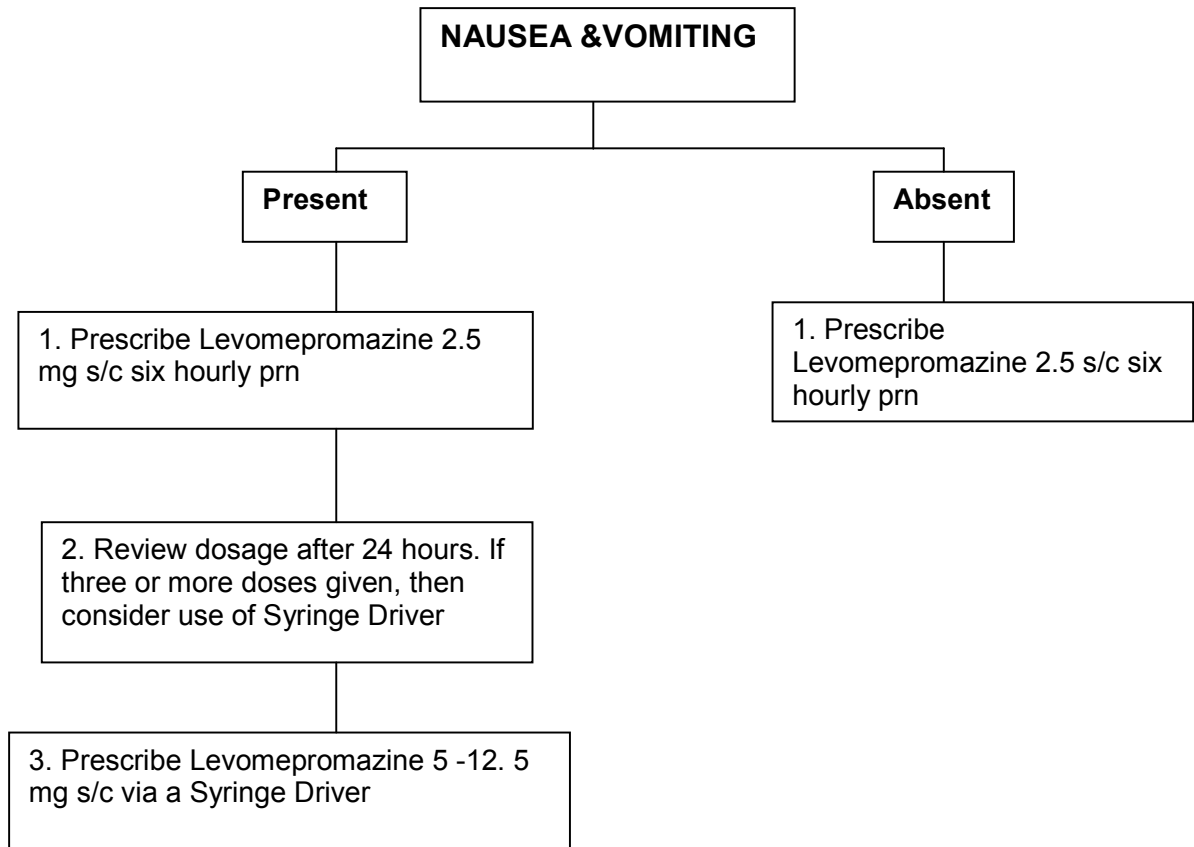 NAUSEA &VOMITING
Present
Absent
1. Prescribe Levomepromazine 2.5
mg s/c six hourly prn
1. Prescribe
Levomepromazine 2.5 s/c six
hourly prn
2. Review dosage after 24 hours. If
three or more doses given, then
consider use of Syringe Driver
3. Prescribe Levomepromazine 5 -12. 5
mg s/c via a Syringe Driver